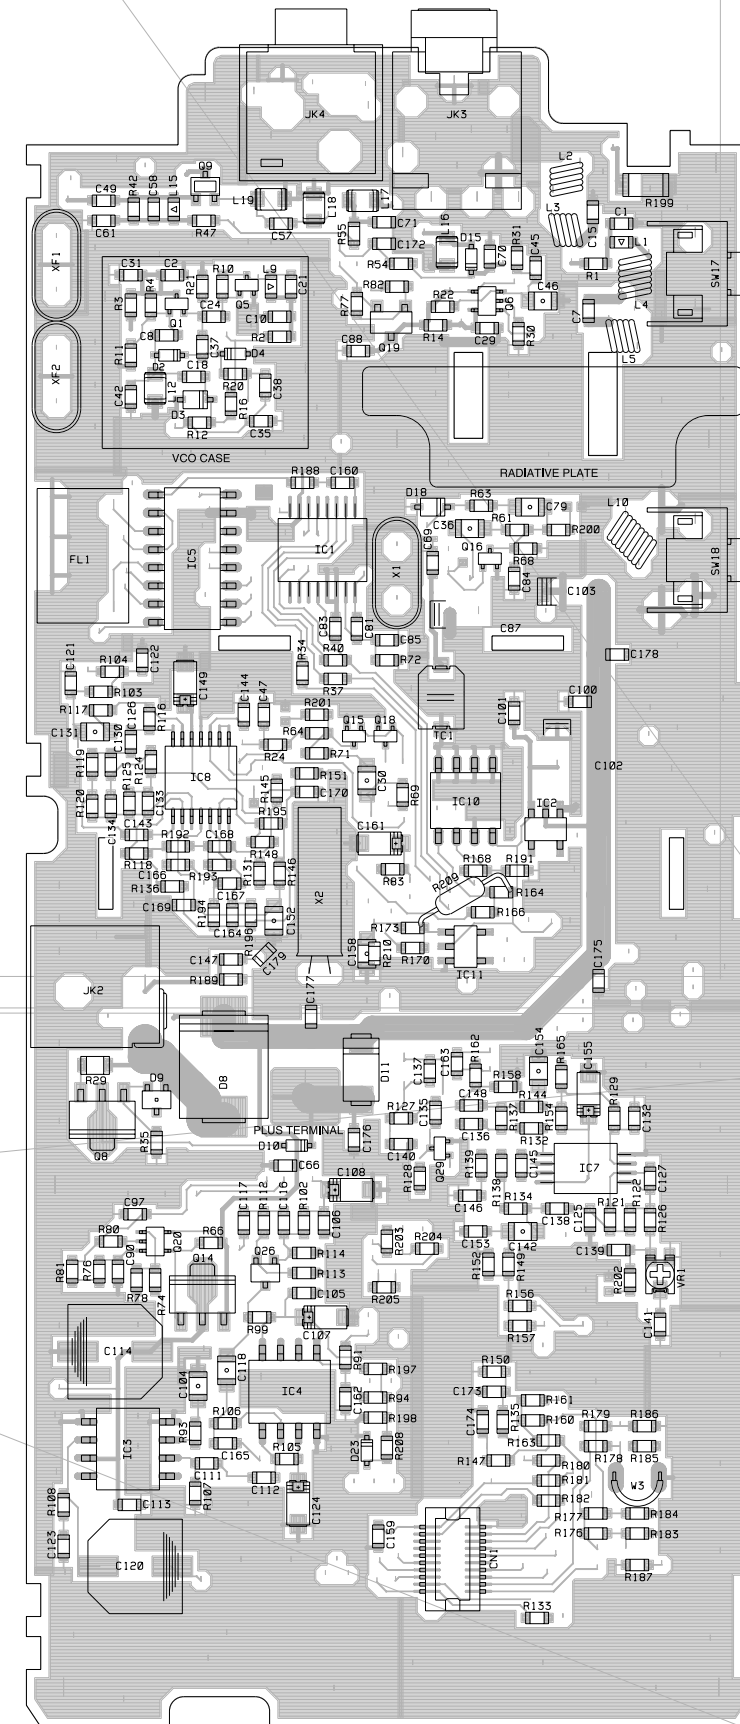 JK4
JK3
L2
Q9
C49
R42
C58
L15
L19
C18
L17
R199
C61
R47
C57
R55
C71
C172
L16
D15
C70
R31
C45
L3
C15
C1
L1
XF1
C31
C2
R21
R10
L9
C21
R54
R1
SW17
R3
R4
Q1
C24
Q5
C10
R77
R82
R22
Q6
C46
C7
L4
Q19
R14
C29
R30
C8
R2
C88
L5
R11
D2
C37
D4
XF2
C42
C18
R20
C38
D3
R16
R12
C35
VCO CASE
RADIATIVE PLATE
R188
C160
D18
R63
C79
L10
C36
R61
R200
FL1
IC5
IC1
X1
C69
Q16
R68
SW18
C84
C103
C83
C81
C87
C85
R34
R40
R72
C178
C121
R104
C122
R37
R103
C149
C144
C47
R117
C126
R116
R201
Q15
Q18
C101
C100
C131
C130
R64
TC1
R24
R71
R119
R125
R124
IC8
R151
C30
C102
R145
C170
R69
IC10
IC2
R120
C134
C133
C143
R195
C161
R192
C168
R148
R118
C166
R193
R131
R146
R83
R168
R191
R136
C167
X2
R209
R164
C169
R194
C164
R196
C152
R166
R173
C147
C179
C158
R210
R170
IC11
R189
C175
JK2
C177
D8
D11
R29
D9
C137
C163
R162
C154
R165
C155
R158
R129
Q8
R35
PLUS TERMINAL
R127
C135
C148
R137
R144
R154
C132
D10
C176
C136
R132
C66
C140
Q29
R139
R138
C145
IC7
C108
R128
C127
C146
C97
C117
R112
C116
R102
C106
R134
C138
C125
R121
R122
R126
R80
C90
Q20
R66
R203
R204
C153
C142
C139
Q14
Q26
R114
R81
R76
R78
R74
R113
R205
R152
R149
R202
VR1
C105
R156
R99
C107
R157
C141
C114
C104
C118
R91
R197
R150
IC4
C173
C162
R94
R161
R93
R106
R198
C174
R135
R160
R179
R186
IC3
C165
R105
D23
R208
R163
R178
R185
C111
R147
R180
C112
R181
W3
R108
R107
C124
R182
C113
R177
R184
C123
C159
R176
R183
C120
CN1
R187
R133